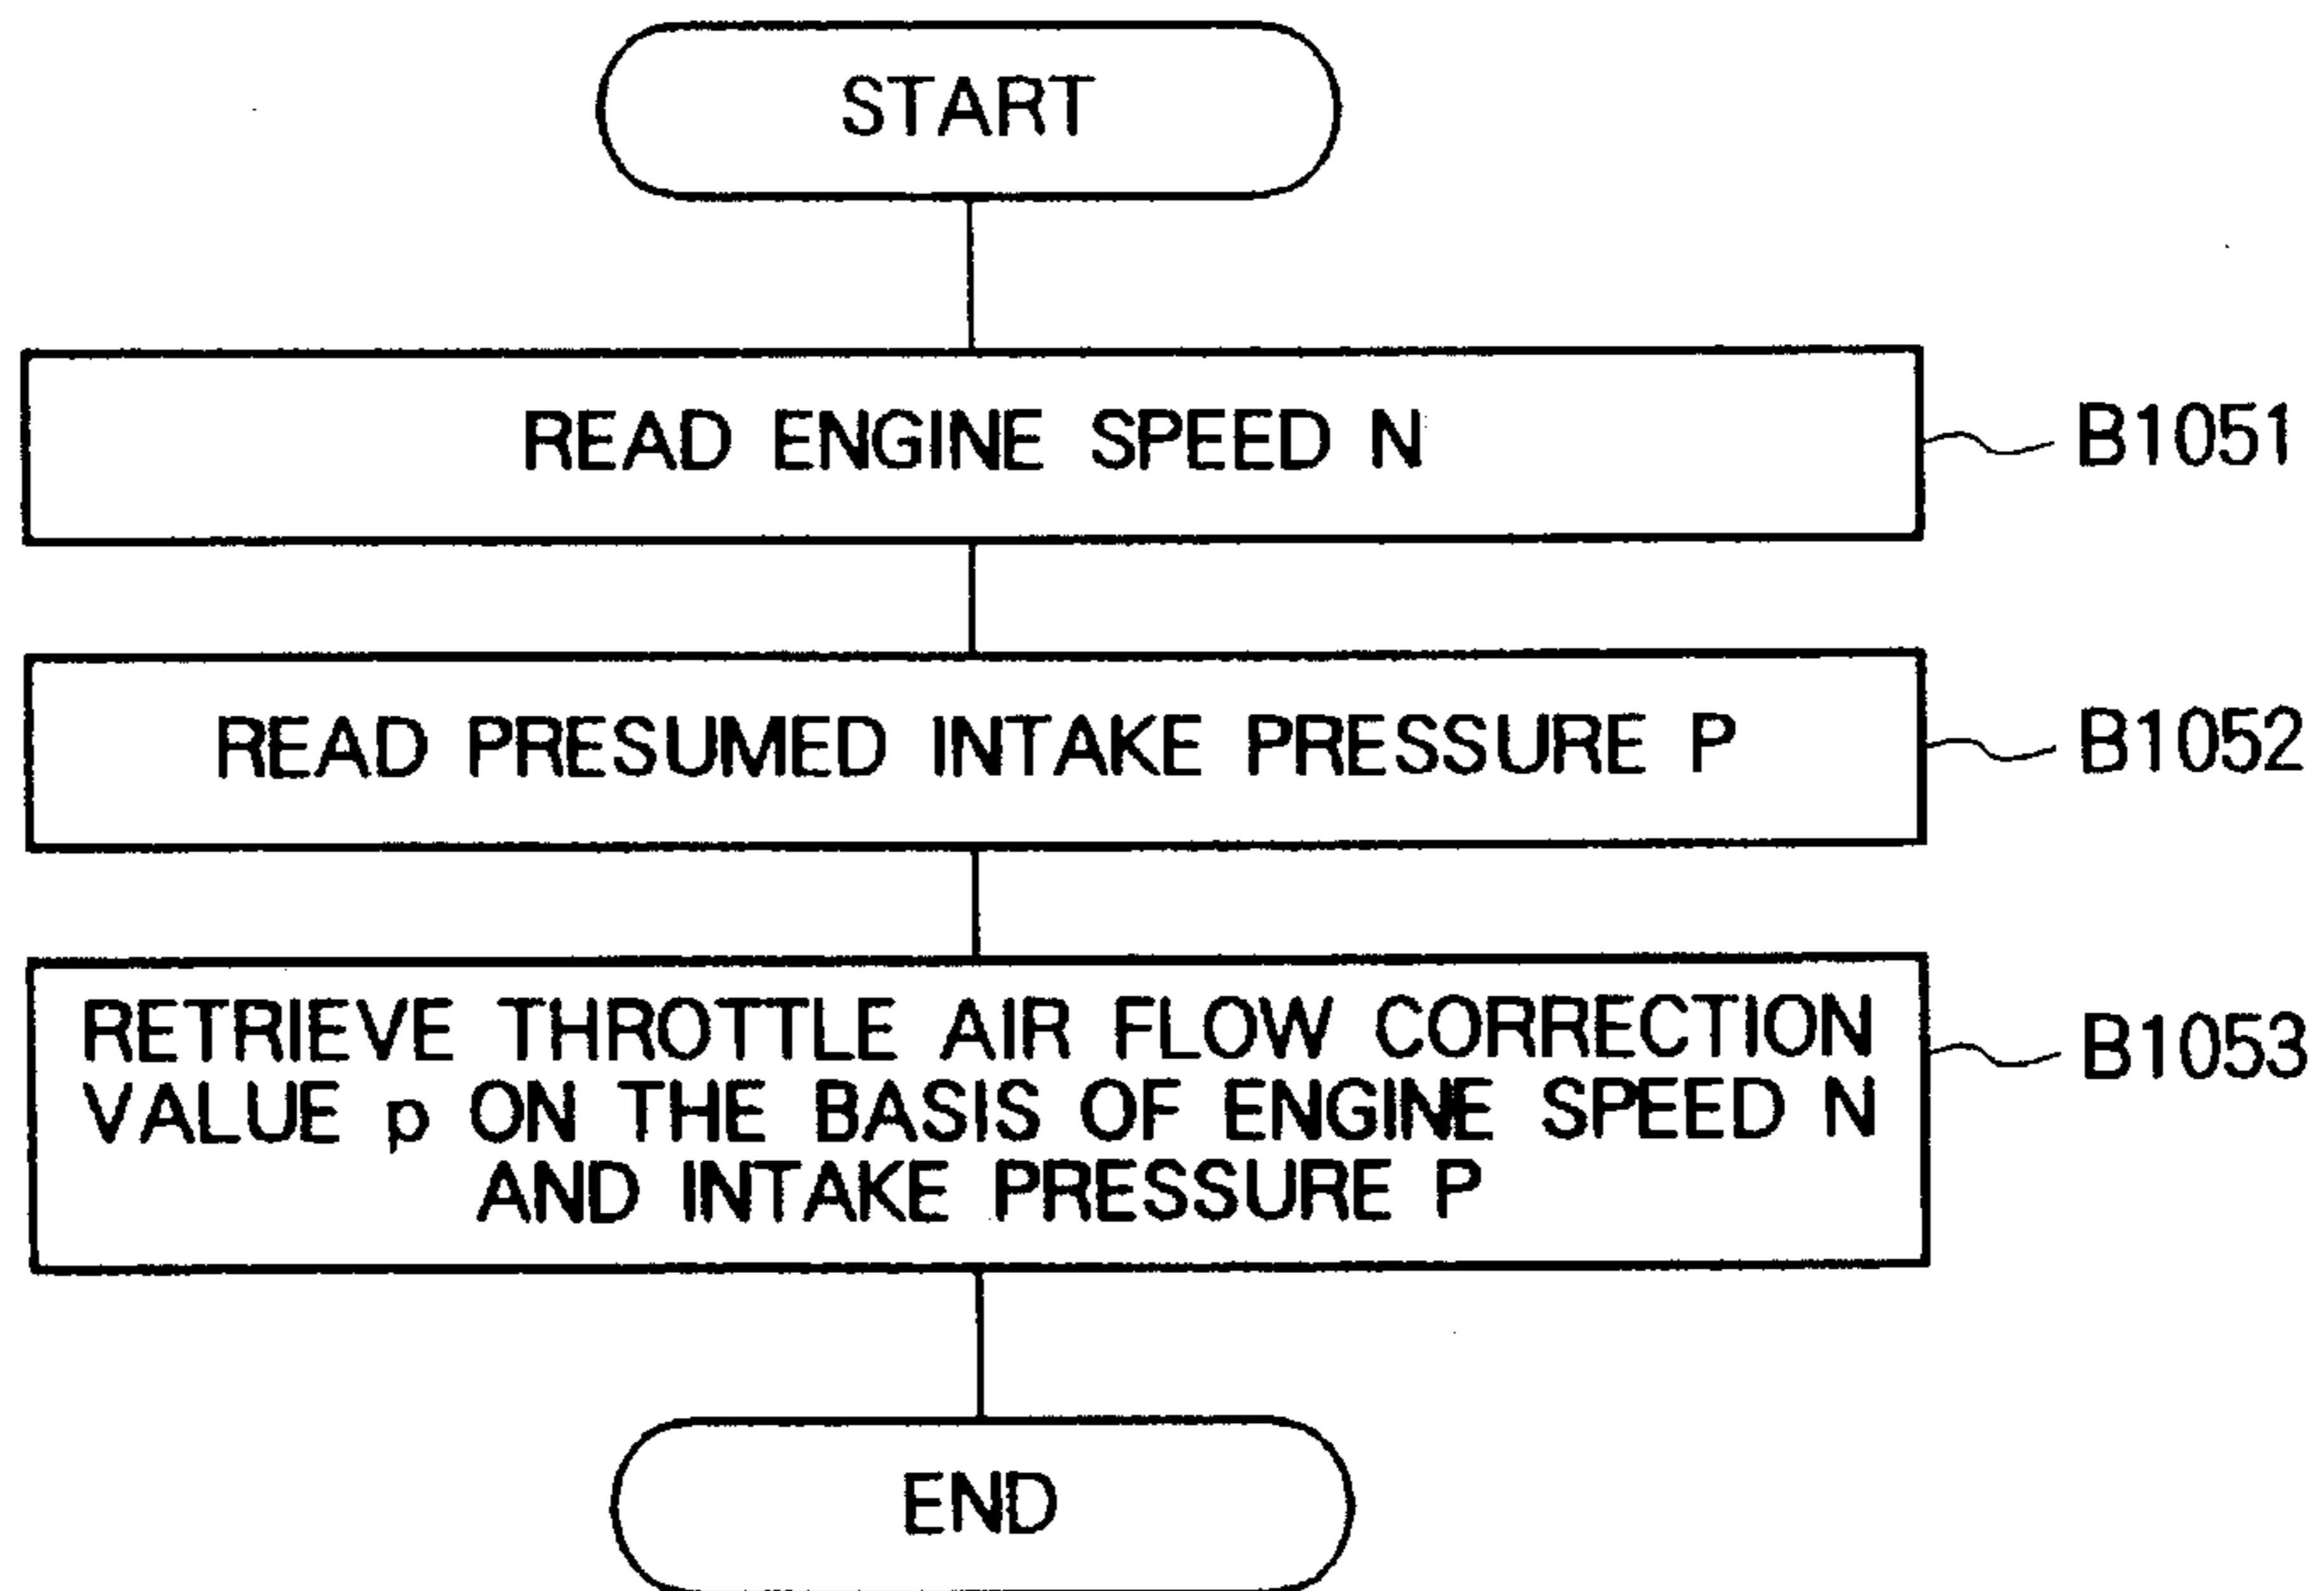 START
READ ENGINE SPEED N
B1051
READ PRESUMED INTAKE PRESSURE P
B1052
RETRIEVE THROTTLE AIR FLOW CORRECTION
VALUE p ON THE BASIS OF ENGINE SPEED N
AND INTAKE PRESSURE P
B1053
END